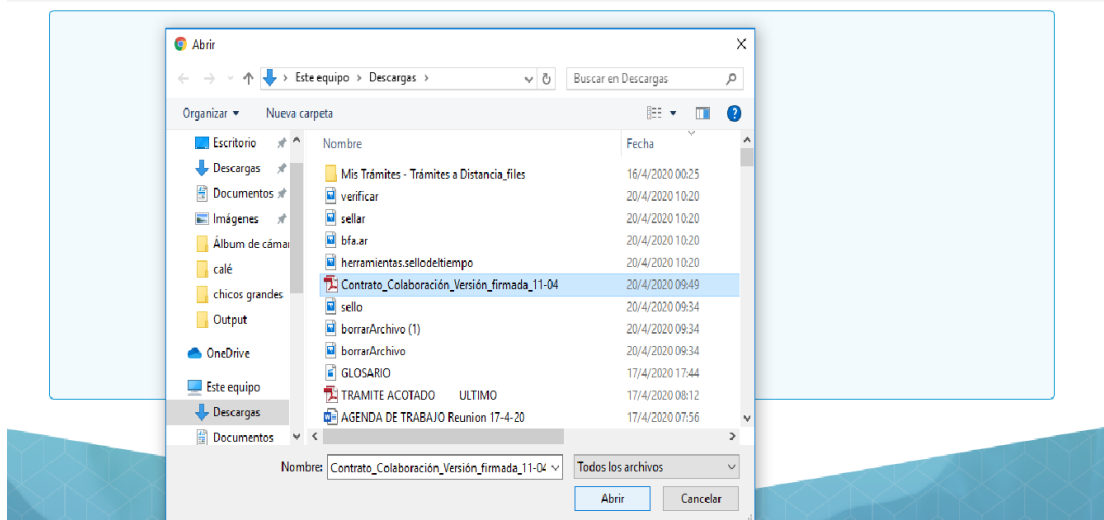 Abrir
Este equipo > Descargas >
Buscar en Descargas
Organizar
Nueva carpeta
Nombre
Fecha
Escritorio
Descargas
Documentos
Imágenes
Álbum de cámar
calé
chicos grandes
Output
OneDrive
Este equipo
Descargas
Documentos
Mis Trámites - Trámites a Distancia_files 16/4/2020 00:25
verificar 20/4/2020 10:20
sellar 20/4/2020 10:20
bfa.ar 20/4/2020 10:20
herramientas.sellodeltiempo 20/4/2020 10:20
Contrato_Colaboración_Versión_firmada_11-04 20/4/2020 09:49
sello 20/4/2020 09:34
borrarArchivo (1) 20/4/2020 09:34
borrarArchivo 20/4/2020 09:34
GLOSARIO 17/4/2020 17:44
TRAMITE ACOTADO ULTIMO 17/4/2020 08:12
AGENDA DE TRABAJO Reunion 17-4-20 17/4/2020 07:56
Nombre: Contrato_Colaboración_Versión_firmada_11-04
Todos los archivos
Abrir
Cancelar